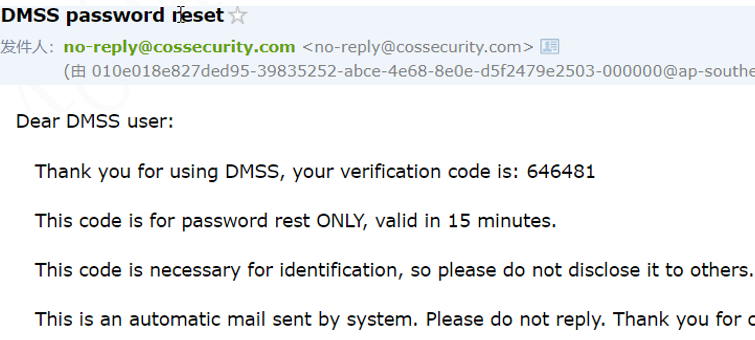 DMSS password reset
发件人： no-reply@cossecurity.com <no-reply@cossecurity.com>
(由 010e018e827ded95-39835252-abce-4e68-8e0e-d5f2479e2503-000000@ap-southe
Dear DMSS user:
Thank you for using DMSS, your verification code is: 646481
This code is for password rest ONLY, valid in 15 minutes.
This code is necessary for identification, so please do not disclose it to others.
This is an automatic mail sent by system. Please do not reply. Thank you for